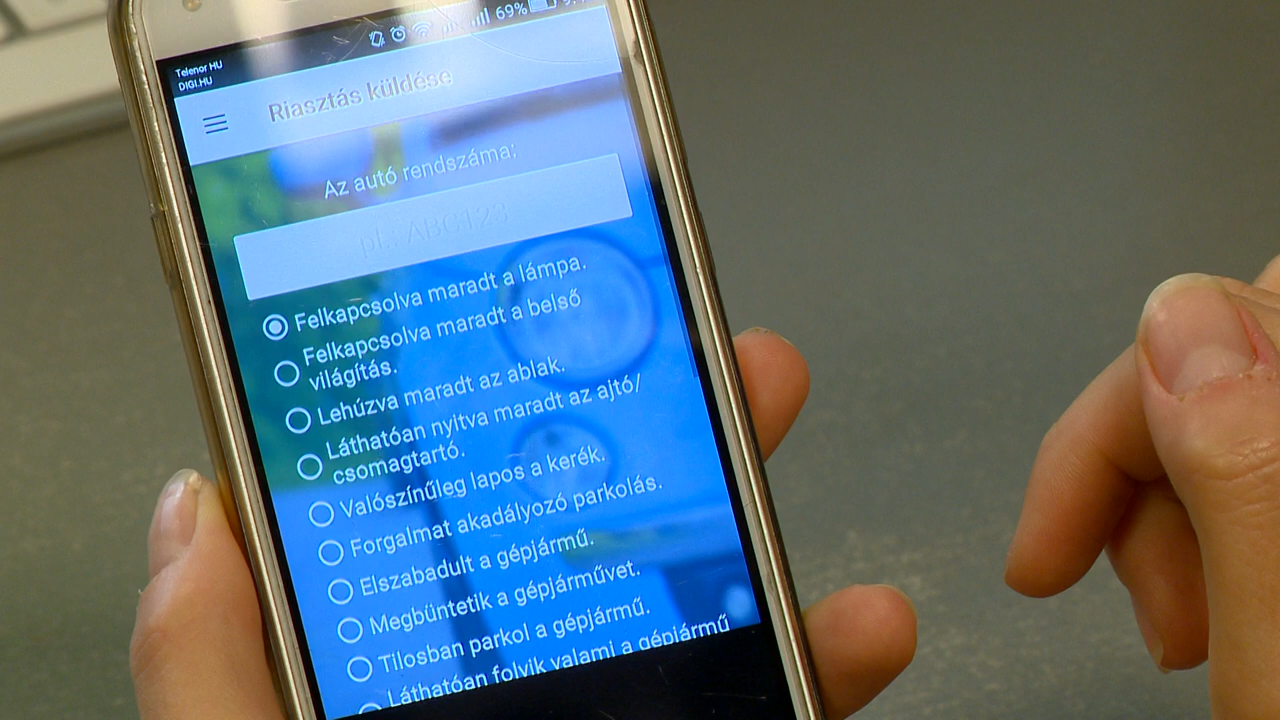 69%
Telenor HU
DIGI.HU
Riasztás küldése
Az autó rendszáma:
pl.: ABC123
Felkapcsolva maradt a lámpa.
Felkapcsolva maradt a belső
világítás.
Lehúzva maradt az ablak.
Láthatóan nyitva maradt az ajtó/
csomagtartó.
Valószínűleg lapos a kerék.
Forgalmat akadályozó parkolás.
Elszabadult a gépjármű.
Megbüntetik a gépjárművet.
Tilosban parkol a gépjármű.
Láthatóan folyik valami a gépjármű